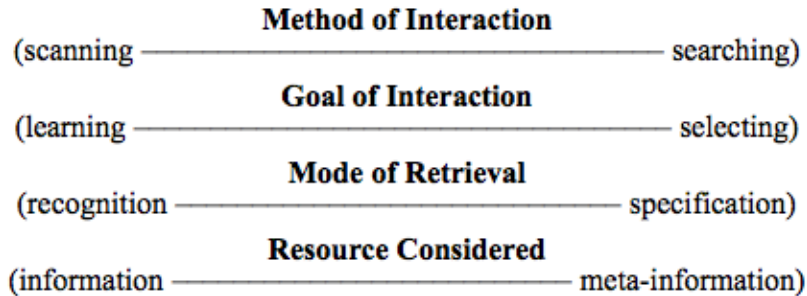 Method of Interaction
(scanning ——— searching)
Goal of Interaction
(learning ——— selecting)
Mode of Retrieval
(recognition ——— specification)
Resource Considered
(information ——— meta-information)